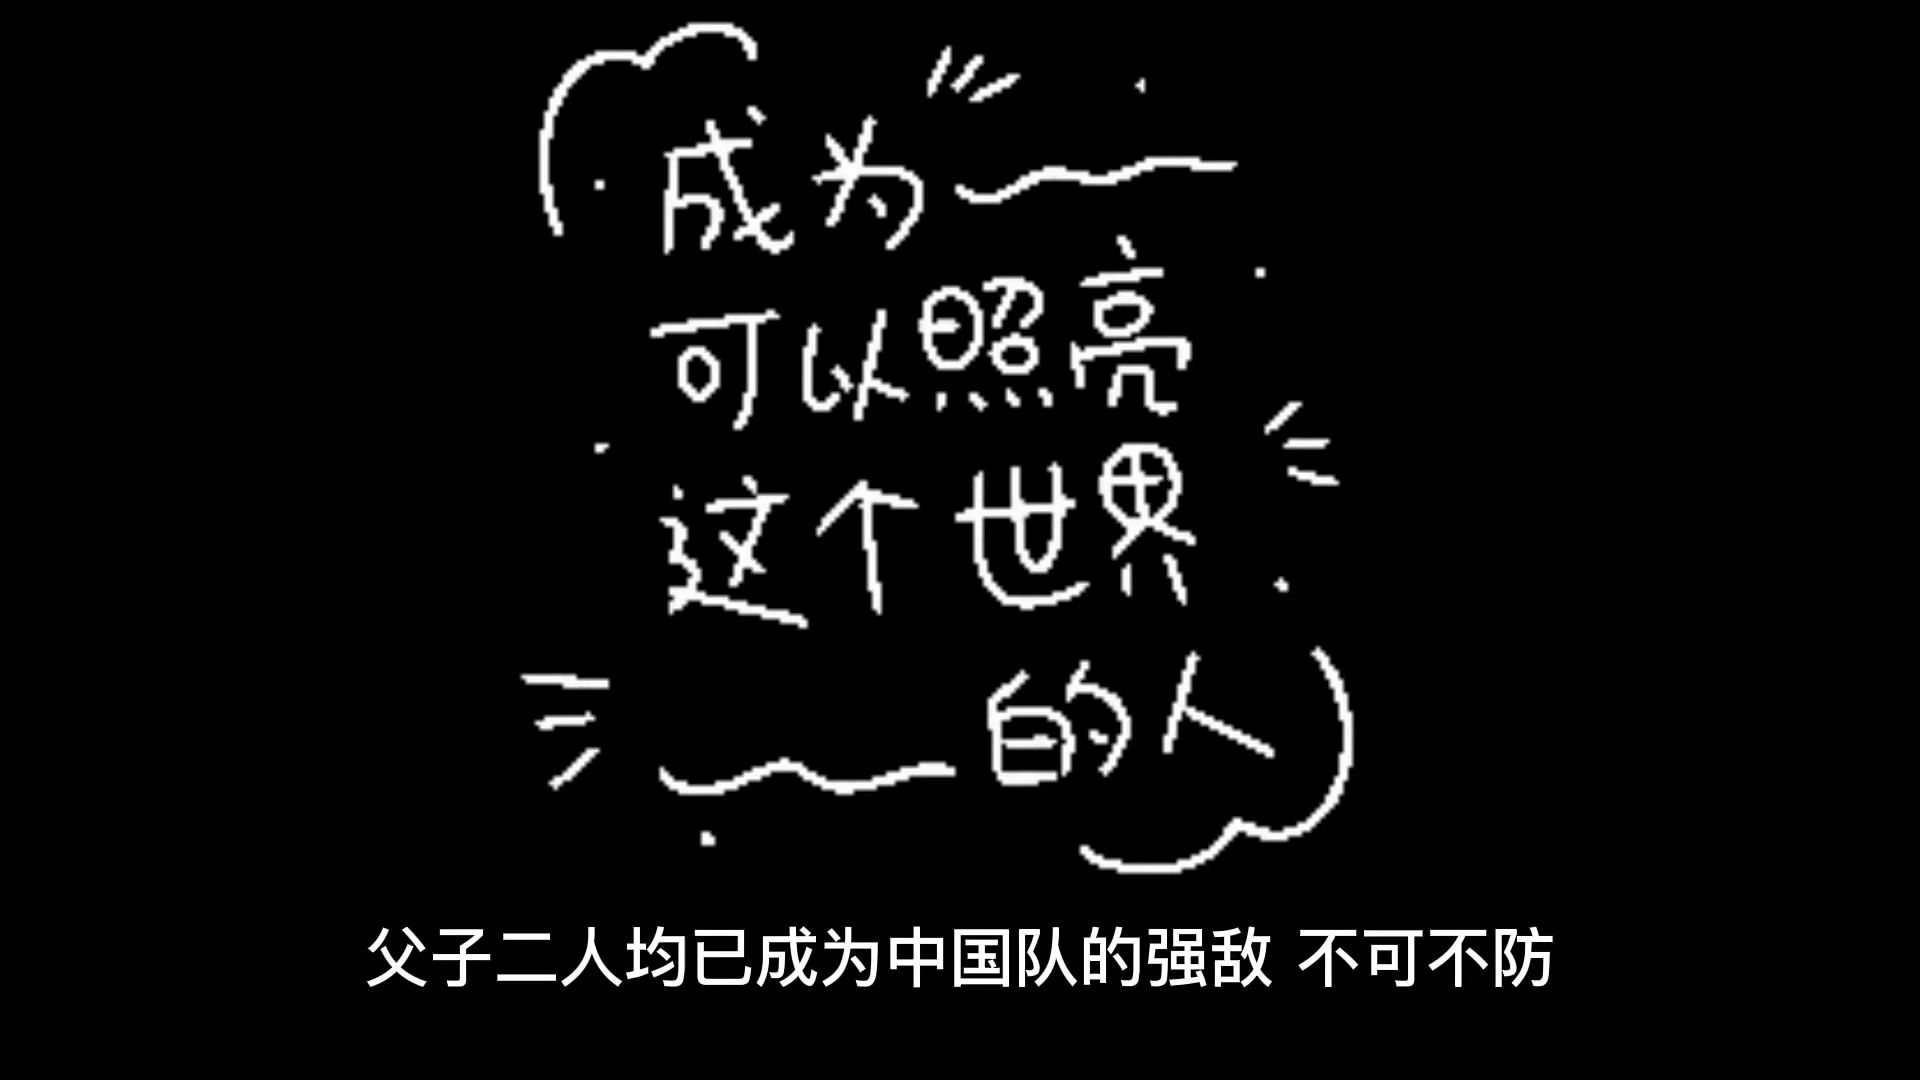 成为
可以照亮
这个世界
的人
父子二人均已成为中国队的强敌 不可不防